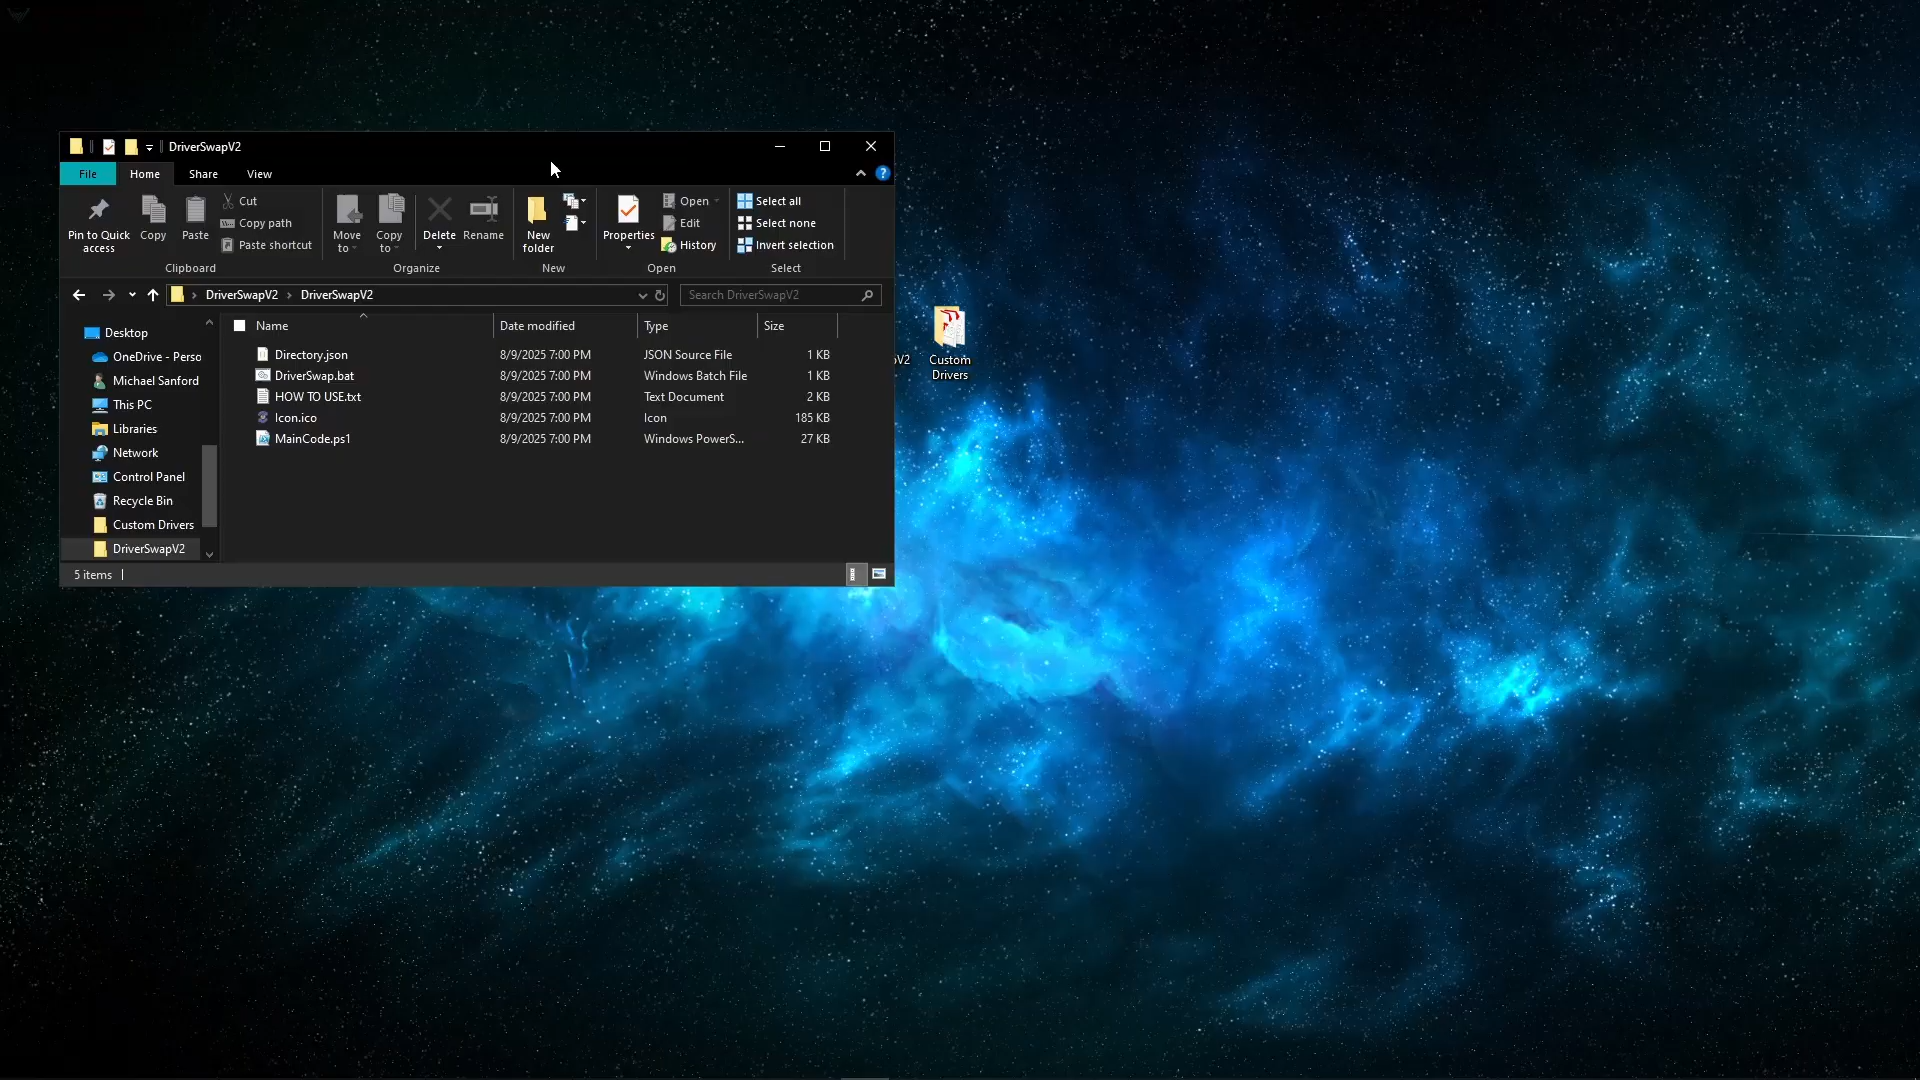 DriverSwapV2
File Home Share View
Pin to Quick access
Copy
Paste
Cut
Copy path
Paste shortcut
Clipboard
Move to
Copy to
Delete
Rename
Organize
New folder
New
Properties
Open
Edit
History
Open
Select all
Select none
Invert selection
Select
DriverSwapV2 > DriverSwapV2
Search DriverSwapV2
Desktop
OneDrive - Perso
Michael Sanford
This PC
Libraries
Network
Control Panel
Recycle Bin
Custom Drivers
DriverSwapV2
Name Date modified Type Size
Directory.json 8/9/2025 7:00 PM JSON Source File 1 KB
DriverSwap.bat 8/9/2025 7:00 PM Windows Batch File 1 KB
HOW TO USE.txt 8/9/2025 7:00 PM Text Document 2 KB
Icon.ico 8/9/2025 7:00 PM Icon 185 KB
MainCode.ps1 8/9/2025 7:00 PM Windows PowerS... 27 KB
5 items
V2
Custom
Drivers